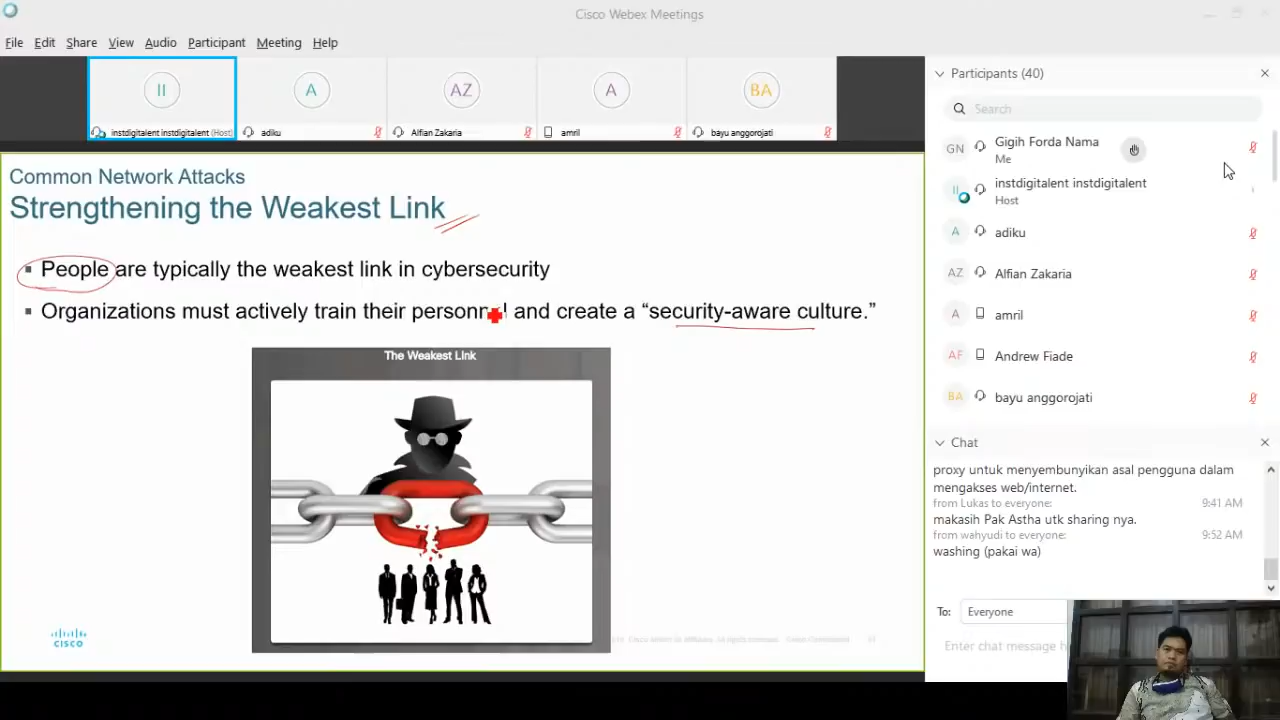 Cisco Webex Meetings
File Edit Share View Audio Participant Meeting Help
II A AZ A BA
instdigitalent instdigitalent (Host) adiku Alfian Zakaria amril bayu anggorojati
Common Network Attacks
Strengthening the Weakest Link
People are typically the weakest link in cybersecurity
Organizations must actively train their personnel and create a “security-aware culture.”
The Weakest Link
CISCO
Participants (40)
Search
GN Gigih Forda Nama
Me
II instdigitalent instdigitalent
Host
A adiku
AZ Alfian Zakaria
A amril
AF Andrew Fiade
BA bayu anggorojati
Chat
proxy untuk menyembunyikan asal pengguna dalam
mengakses web/internet.
from Lukas to everyone: 9:41 AM
makasih Pak Astha utk sharing nya.
from wahyudi to everyone: 9:52 AM
washing (pakai wa)
To: Everyone
Enter chat message